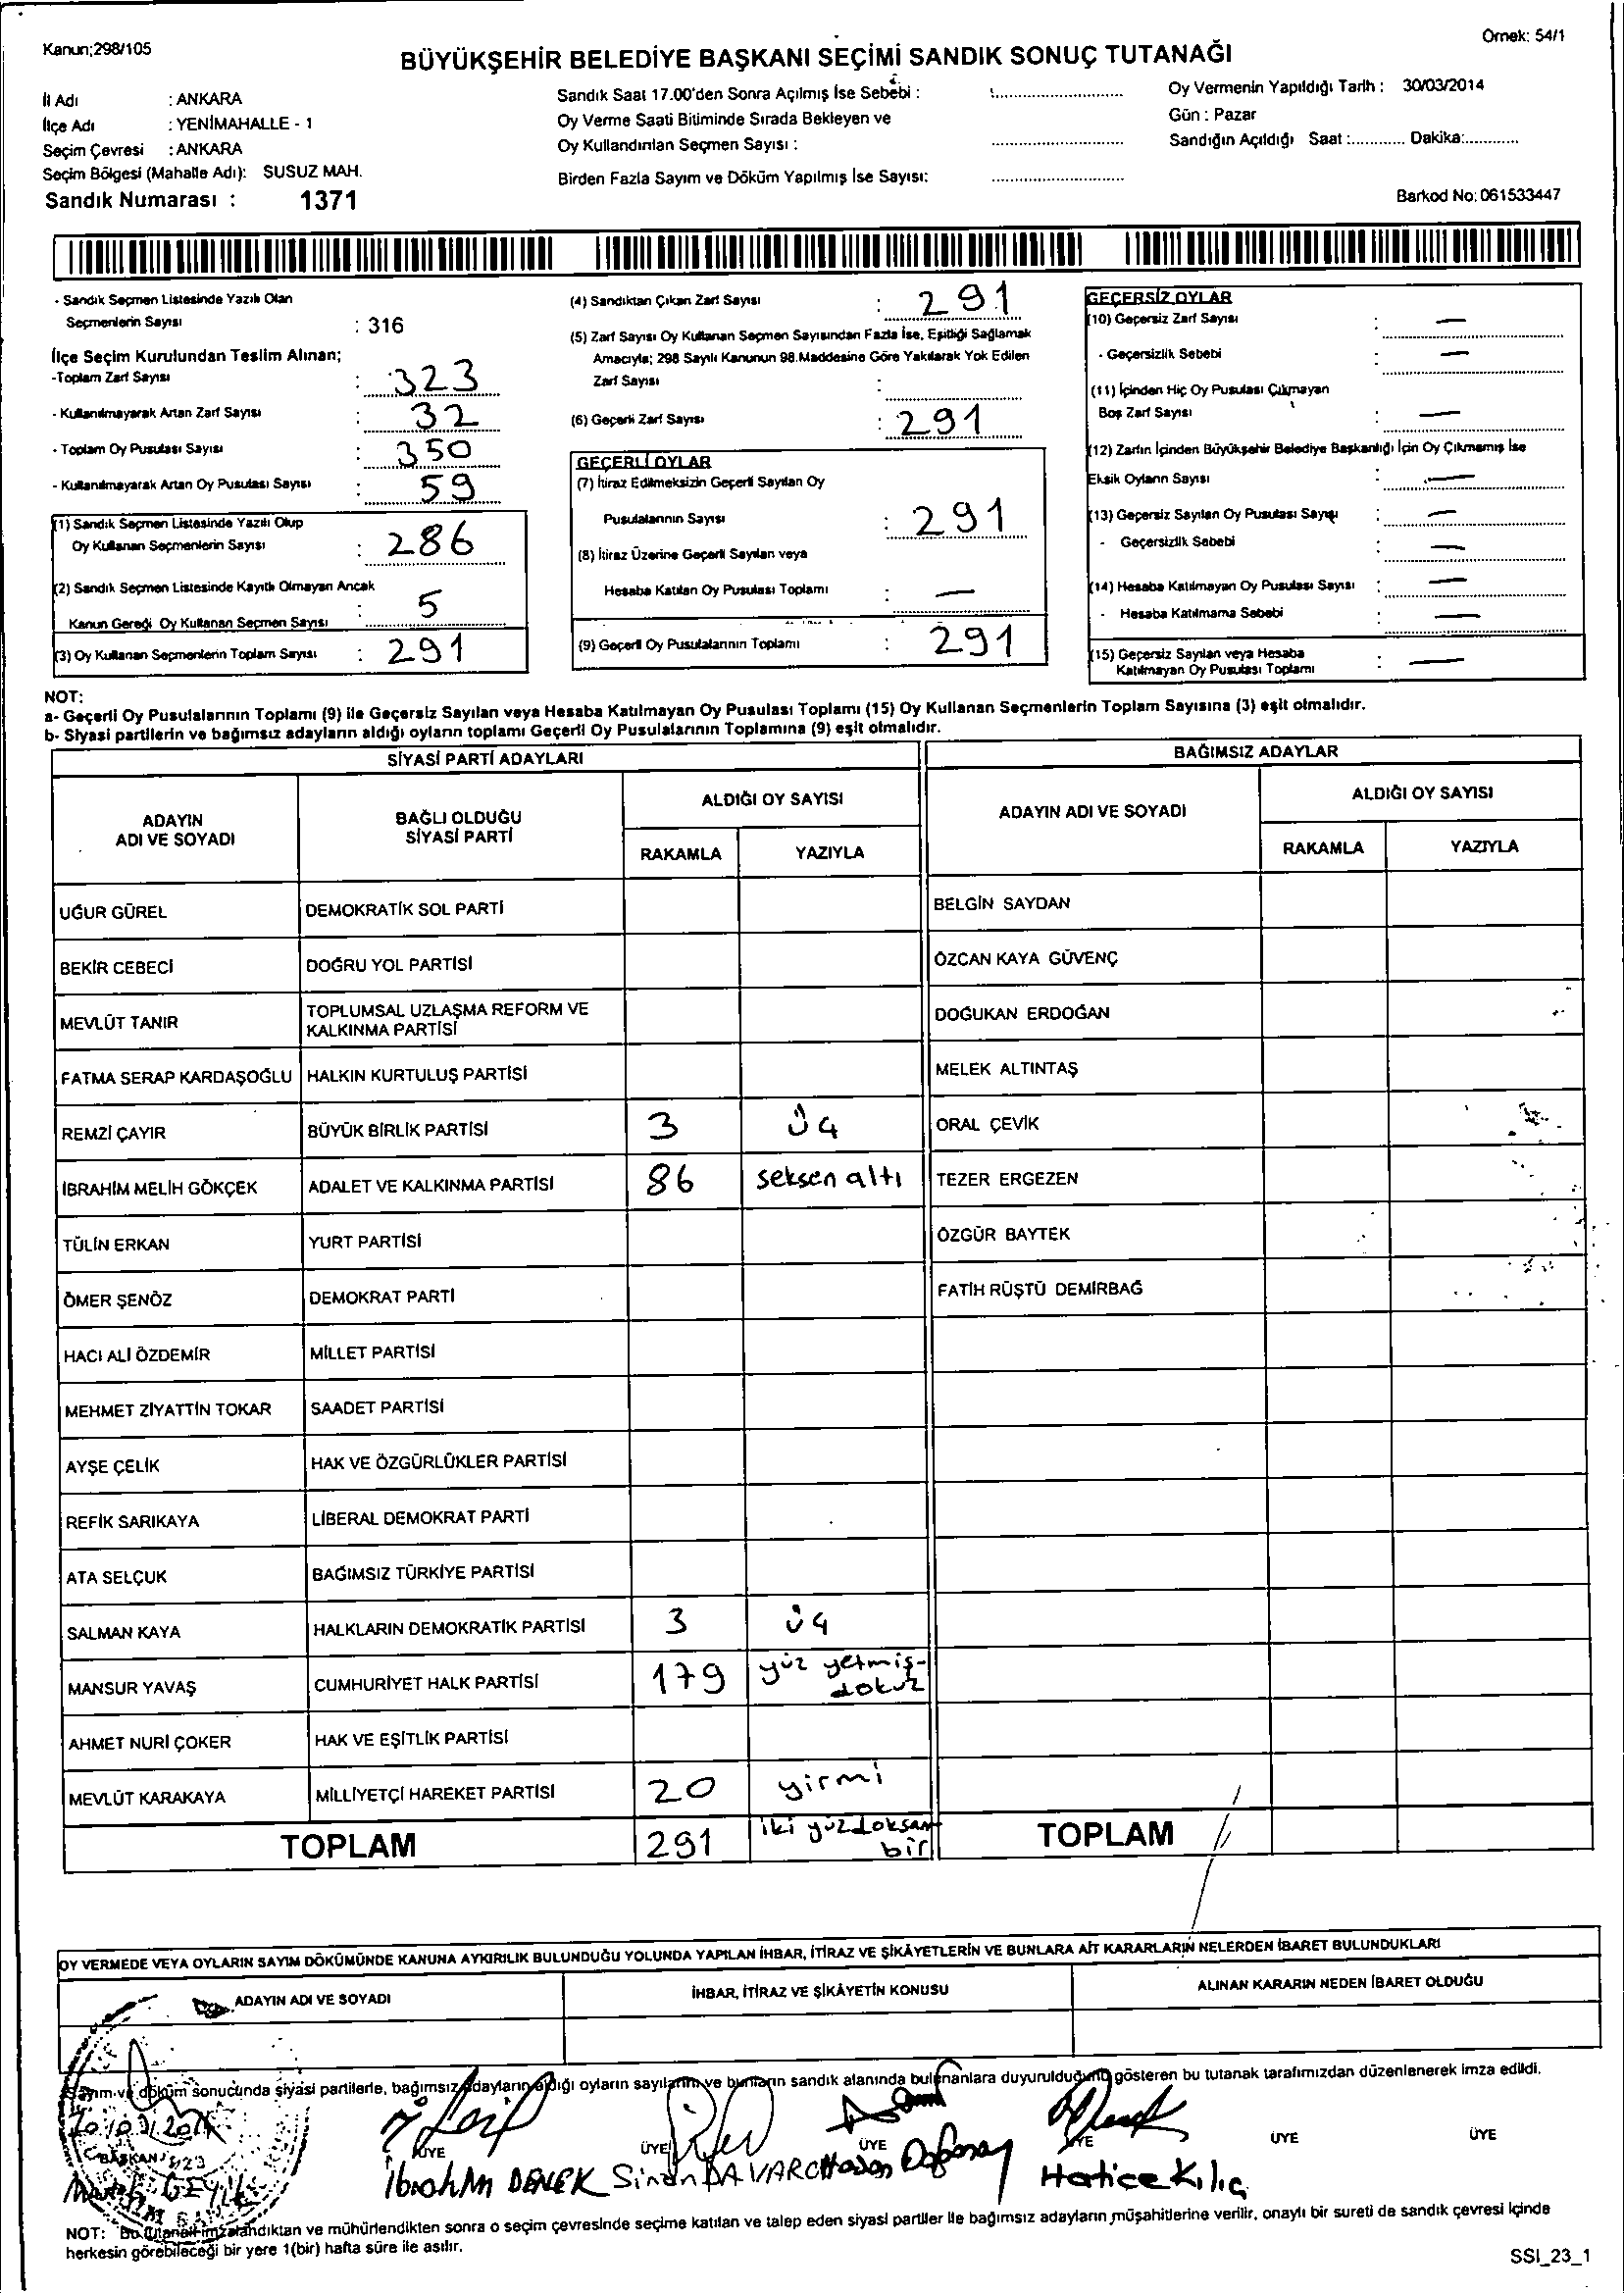 Kanun;298/105
Örnek: 54/1
BÜYÜKŞEHİR BELEDİYE BAŞKANI SEÇİMİ SANDIK SONUÇ TUTANAĞI
İl Adı : ANKARA
İlçe Adı : YENİMAHALLE - 1
Seçim Çevresi : ANKARA
Seçim Bölgesi (Mahalle Adı): SUSUZ MAH.
Sandık Numarası : 1371
Sandık Saat 17.00'den Sonra Açılmış İse Sebebi :
Oy Verme Saati Bitiminde Sırada Bekleyen ve
Oy Kullandırılan Seçmen Sayısı :
Birden Fazla Sayım ve Döküm Yapılmış İse Sayısı:
Oy Vermenin Yapıldığı Tarih : 30/03/2014
Gün : Pazar
Sandığın Açıldığı Saat :............ Dakika:............
Barkod No: 061533447
- Sandık Seçmen Listesinde Yazılı Olan
Seçmenlerin Sayısı : 316
İlçe Seçim Kurulundan Teslim Alınan;
-Toplam Zarf Sayısı : 323
- Kullanılmayarak Artan Zarf Sayısı : 32
- Toplam Oy Pusulası Sayısı : 350
- Kullanılmayarak Artan Oy Pusulası Sayısı : 59
(1) Sandık Seçmen Listesinde Yazılı Olup
Oy Kullanan Seçmenlerin Sayısı : 286
(2) Sandık Seçmen Listesinde Kayıtlı Olmayan Ancak
Kanun Gereği Oy Kullanan Seçmen Sayısı : 5
(3) Oy Kullanan Seçmenlerin Toplam Sayısı : 291
(4) Sandıktan Çıkan Zarf Sayısı : 291
(5) Zarf Sayısı Oy Kullanan Seçmen Sayısından Fazla İse, Eşitliği Sağlamak
Amacıyla; 298 Sayılı Kanunun 98.Maddesine Göre Yakılarak Yok Edilen
Zarf Sayısı :
(6) Geçerli Zarf Sayısı : 291
GEÇERLİ OYLAR
(7) İtiraz Edilmeksizin Geçerli Sayılan Oy
Pusulalarının Sayısı : 291
(8) İtiraz Üzerine Geçerli Sayılan veya
Hesaba Katılan Oy Pusulası Toplamı : —
(9) Geçerli Oy Pusulalarının Toplamı : 291
GEÇERSİZ OYLAR
(10) Geçersiz Zarf Sayısı : —
- Geçersizlik Sebebi : —
(11) İçinden Hiç Oy Pusulası Çıkmayan
Boş Zarf Sayısı : —
(12) Zarfın İçinden Büyükşehir Belediye Başkanlığı İçin Oy Çıkmamış İse
Eksik Oyların Sayısı : —
(13) Geçersiz Sayılan Oy Pusulası Sayısı : —
- Geçersizlik Sebebi : —
(14) Hesaba Katılmayan Oy Pusulası Sayısı : —
- Hesaba Katılmama Sebebi : —
(15) Geçersiz Sayılan veya Hesaba
Katılmayan Oy Pusulası Toplamı : —
NOT:
a- Geçerli Oy Pusulalarının Toplamı (9) ile Geçersiz Sayılan veya Hesaba Katılmayan Oy Pusulası Toplamı (15) Oy Kullanan Seçmenlerin Toplam Sayısına (3) eşit olmalıdır.
b- Siyasi partilerin ve bağımsız adayların aldığı oyların toplamı Geçerli Oy Pusulalarının Toplamına (9) eşit olmalıdır.
SİYASİ PARTİ ADAYLARI
BAĞIMSIZ ADAYLAR
ADAYIN
ADI VE SOYADI
BAĞLI OLDUĞU
SİYASİ PARTİ
ALDIĞI OY SAYISI
RAKAMLA YAZIYLA
ADAYIN ADI VE SOYADI
ALDIĞI OY SAYISI
RAKAMLA YAZIYLA
UĞUR GÜREL DEMOKRATİK SOL PARTİ BELGİN SAYDAN
BEKİR CEBECİ DOĞRU YOL PARTİSİ ÖZCAN KAYA GÜVENÇ
MEVLÜT TANIR TOPLUMSAL UZLAŞMA REFORM VE
KALKINMA PARTİSİ DOĞUKAN ERDOĞAN
FATMA SERAP KARDAŞOĞLU HALKIN KURTULUŞ PARTİSİ MELEK ALTINTAŞ
REMZİ ÇAYIR BÜYÜK BİRLİK PARTİSİ 3 üç ORAL ÇEVİK
İBRAHİM MELİH GÖKÇEK ADALET VE KALKINMA PARTİSİ 86 seksen altı TEZER ERGEZEN
TÜLİN ERKAN YURT PARTİSİ ÖZGÜR BAYTEK
ÖMER ŞENÖZ DEMOKRAT PARTİ FATİH RÜŞTÜ DEMİRBAĞ
HACI ALİ ÖZDEMİR MİLLET PARTİSİ
MEHMET ZİYATTİN TOKAR SAADET PARTİSİ
AYŞE ÇELİK HAK VE ÖZGÜRLÜKLER PARTİSİ
REFİK SARIKAYA LİBERAL DEMOKRAT PARTİ
ATA SELÇUK BAĞIMSIZ TÜRKİYE PARTİSİ
SALMAN KAYA HALKLARIN DEMOKRATİK PARTİSİ 3 üç
MANSUR YAVAŞ CUMHURİYET HALK PARTİSİ 179 yüz yetmiş-
dokuz
AHMET NURİ ÇOKER HAK VE EŞİTLİK PARTİSİ
MEVLÜT KARAKAYA MİLLİYETÇİ HAREKET PARTİSİ 20 yirmi
TOPLAM 291 iki yüz doksan
bir TOPLAM
OY VERMEDE VEYA OYLARIN SAYIM DÖKÜMÜNDE KANUNA AYKIRILIK BULUNDUĞU YOLUNDA YAPILAN İHBAR, İTİRAZ VE ŞİKÂYETLERİN VE BUNLARA AİT KARARLARIN NELERDEN İBARET BULUNDUKLARI
ADAYIN ADI VE SOYADI İHBAR, İTİRAZ VE ŞİKÂYETİN KONUSU ALINAN KARARIN NEDEN İBARET OLDUĞU
Sayım ve döküm sonucunda siyasi partilerle, bağımsız adayların aldığı oyların sayılarını ve bunların sandık alanında bulunanlara duyurulduğunu gösteren bu tutanak tarafımızdan düzenlenerek imza edildi.
BAŞKAN ÜYE ÜYE ÜYE ÜYE ÜYE ÜYE
İbrahim Sinan Hasan Hatice Kılıç
NOT: Bu tutanak imzalandıktan ve mühürlendikten sonra o seçim çevresinde seçime katılan ve talep eden siyasi partiler ile bağımsız adayların müşahitlerine verilir, onaylı bir sureti de sandık çevresi içinde
herkesin görebileceği bir yere 1(bir) hafta süre ile asılır.
SSI_23_1